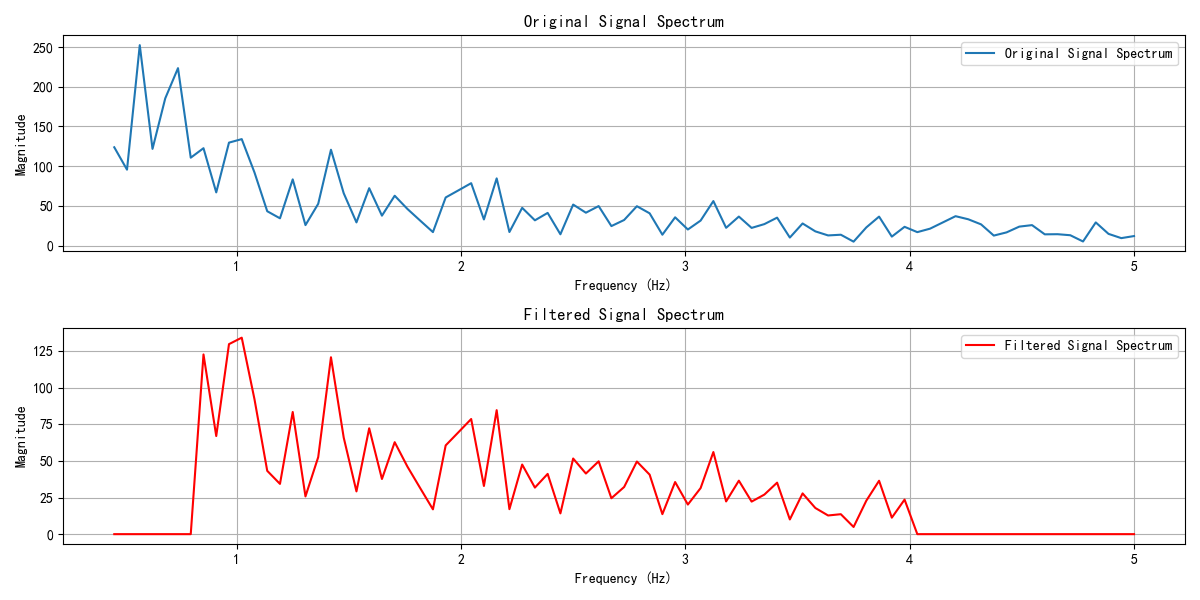 Original Signal Spectrum
250
200
150
100
50
0
Magnitude
Original Signal Spectrum
1 2 3 4 5
Frequency (Hz)
Filtered Signal Spectrum
125
100
75
50
25
0
Magnitude
Filtered Signal Spectrum
1 2 3 4 5
Frequency (Hz)